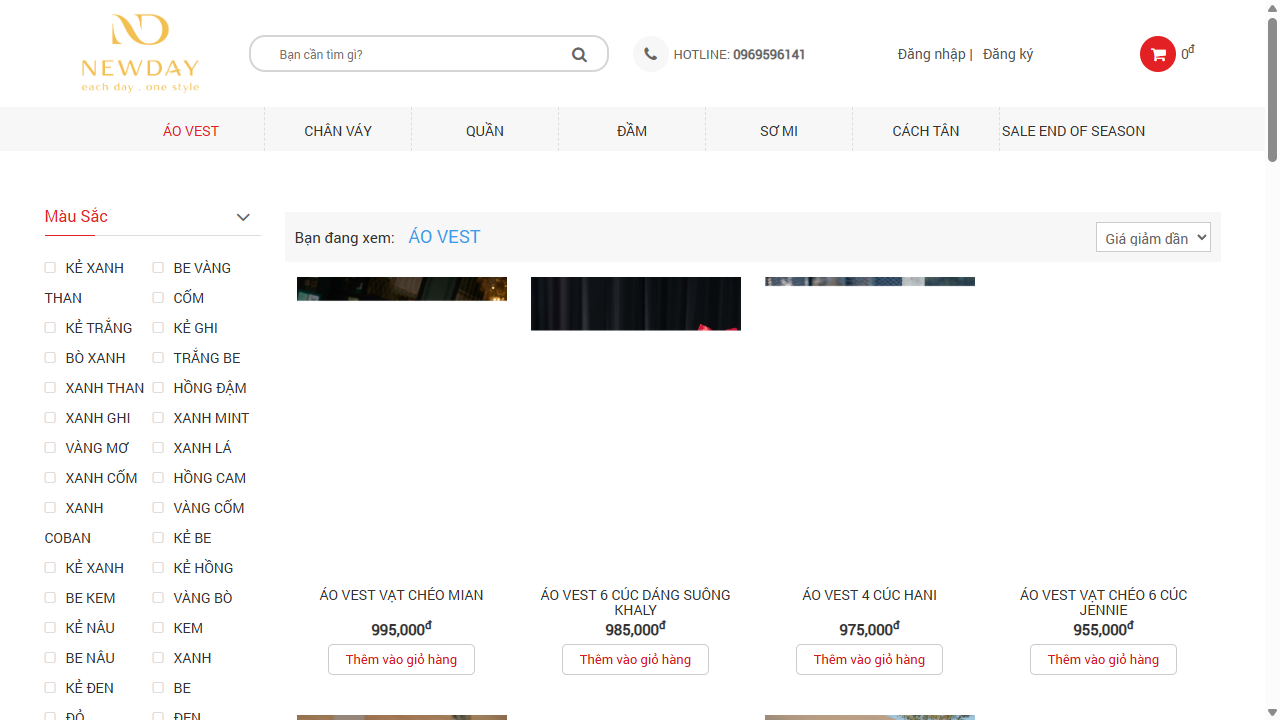 NEWDAY
each day . one style
Bạn cần tìm gì?
HOTLINE: 0969596141
Đăng nhập | Đăng ký
0đ
ÁO VEST
CHÂN VÁY
QUẦN
ĐẦM
SƠ MI
CÁCH TÂN
SALE END OF SEASON
Màu Sắc
KẺ XANH THAN
BE VÀNG
CỐM
KẺ TRẮNG
KẺ GHI
BÒ XANH
TRẮNG BE
XANH THAN
HỒNG ĐẬM
XANH GHI
XANH MINT
VÀNG MƠ
XANH LÁ
XANH CỐM
HỒNG CAM
XANH COBAN
VÀNG CỐM
KẺ BE
KẺ XANH
KẺ HỒNG
BE KEM
VÀNG BÒ
KẺ NÂU
KEM
BE NÂU
XANH
KẺ ĐEN
BE
ĐỎ
ĐEN
Bạn đang xem: ÁO VEST
Giá giảm dần
ÁO VEST VẠT CHÉO MIAN
995,000đ
Thêm vào giỏ hàng
ÁO VEST 6 CÚC DÁNG SUÔNG
KHALY
985,000đ
Thêm vào giỏ hàng
ÁO VEST 4 CÚC HANI
975,000đ
Thêm vào giỏ hàng
ÁO VEST VẠT CHÉO 6 CÚC
JENNIE
955,000đ
Thêm vào giỏ hàng